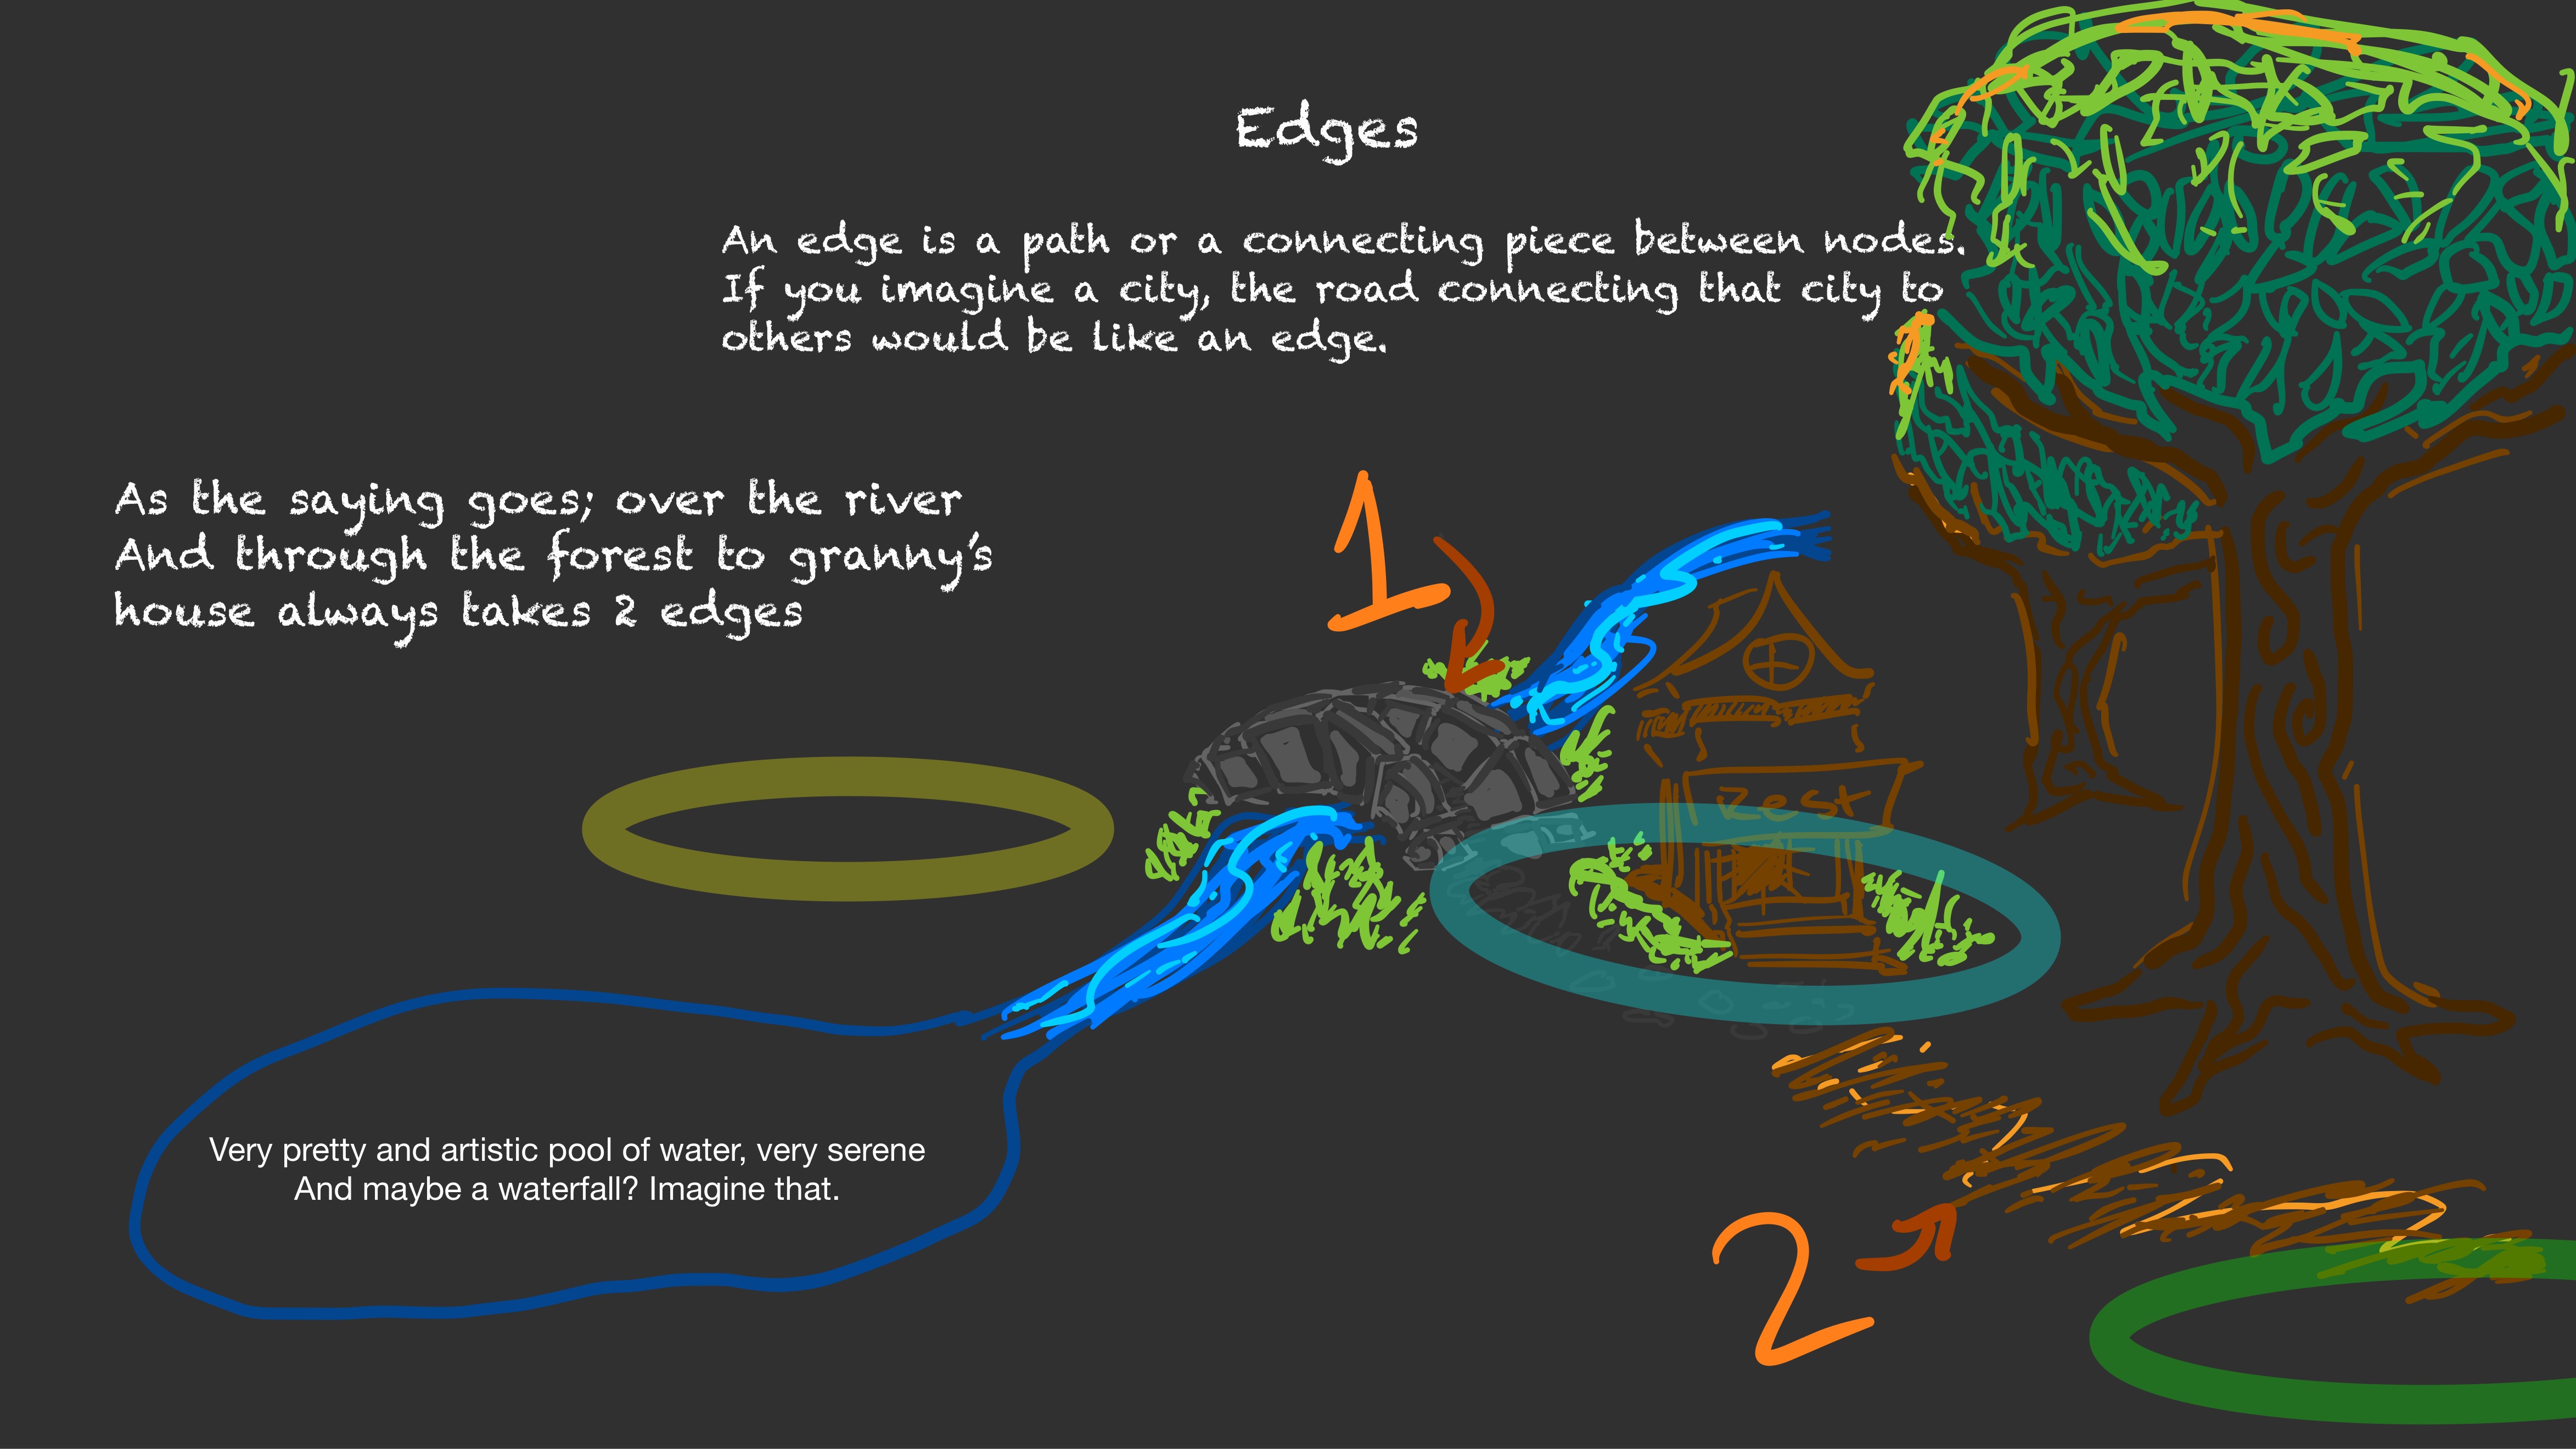 Edges
An edge is a path or a connecting piece between nodes.
If you imagine a city, the road connecting that city to
others would be like an edge.
As the saying goes; over the river
And through the forest to granny's
house always takes 2 edges
1
Zest
Very pretty and artistic pool of water, very serene
And maybe a waterfall? Imagine that.
2